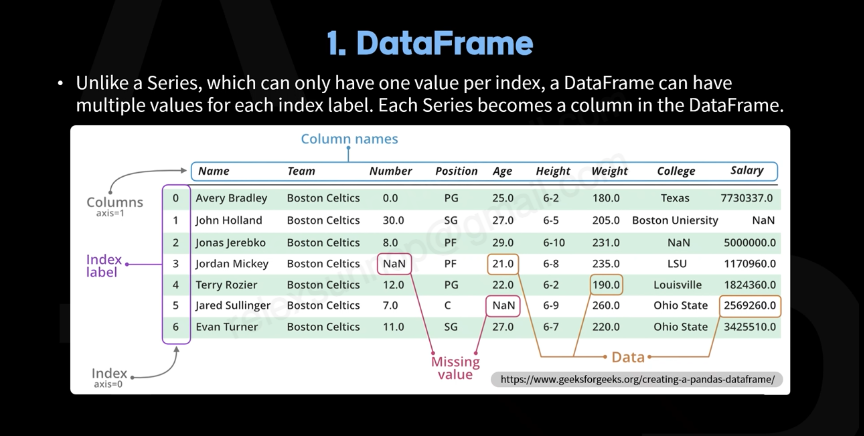 1. DataFrame
• Unlike a Series, which can only have one value per index, a DataFrame can have
multiple values for each index label. Each Series becomes a column in the DataFrame.
Column names
Name Team Number Position Age Height Weight College Salary
Columns
axis=1
0 Avery Bradley Boston Celtics 0.0 PG 25.0 6-2 180.0 Texas 7730337.0
1 John Holland Boston Celtics 30.0 SG 27.0 6-5 205.0 Boston Uniersity NaN
2 Jonas Jerebko Boston Celtics 8.0 PF 29.0 6-10 231.0 NaN 5000000.0
Index
label
3 Jordan Mickey Boston Celtics NaN PF 21.0 6-8 235.0 LSU 1170960.0
4 Terry Rozier Boston Celtics 12.0 PG 22.0 6-2 190.0 Louisville 1824360.0
5 Jared Sullinger Boston Celtics 7.0 C NaN 6-9 260.0 Ohio State 2569260.0
6 Evan Turner Boston Celtics 11.0 SG 27.0 6-7 220.0 Ohio State 3425510.0
Missing
value
Data
Index
axis=0
https://www.geeksforgeeks.org/creating-a-pandas-dataframe/